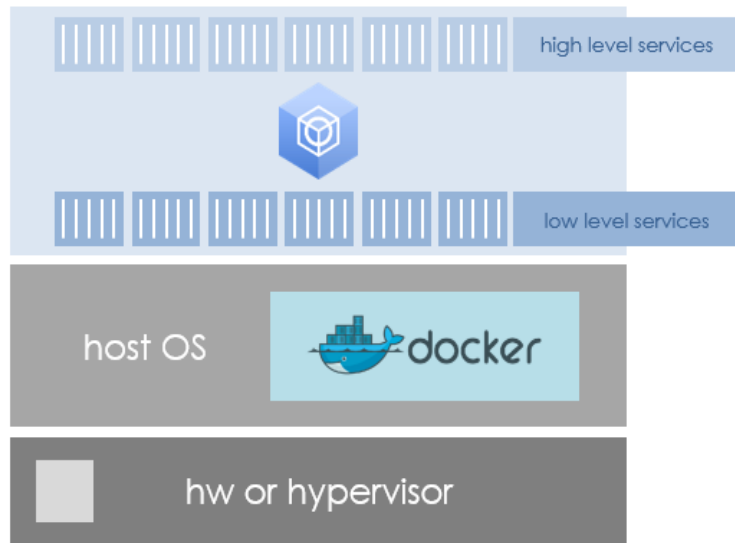 high level services
low level services
host OS
docker
hw or hypervisor